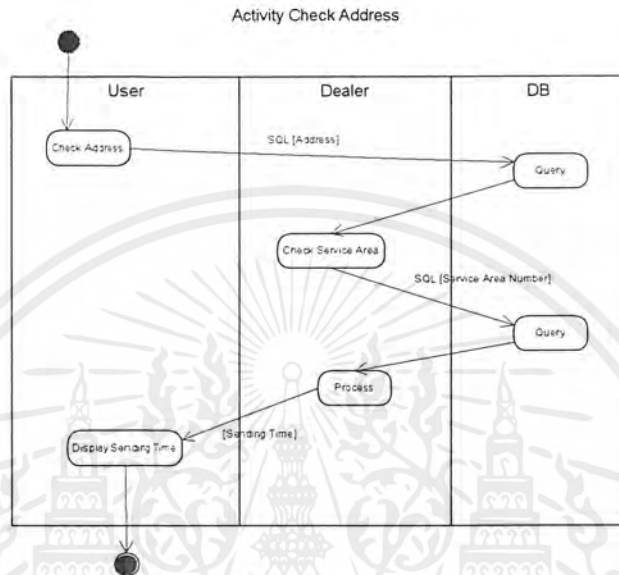 Activity Check Address
User
Dealer
DB
Check Address
SQL [Address]
Query
Check Service Area
SQL [Service Area Number]
Query
Process
[Sending Time]
Display Sending Time